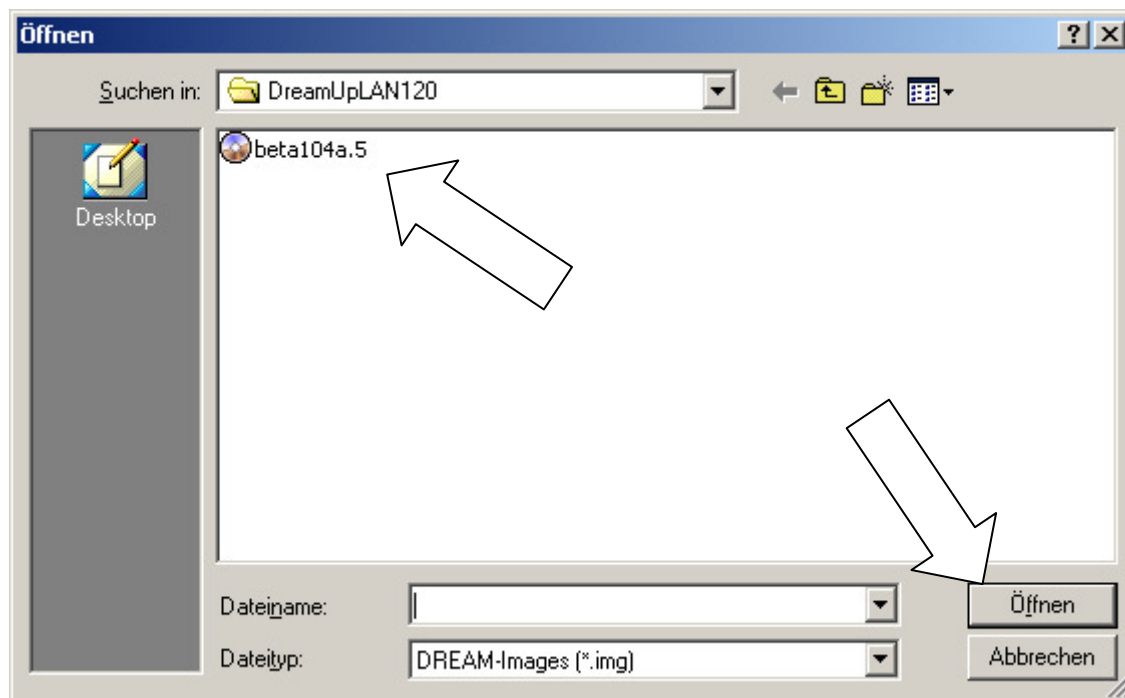 Öffnen
Suchen in: DreamUpLAN120
beta104a.5
Desktop
Dateiname: Öffnen
Dateityp: DREAM-Images (*.img) Abbrechen